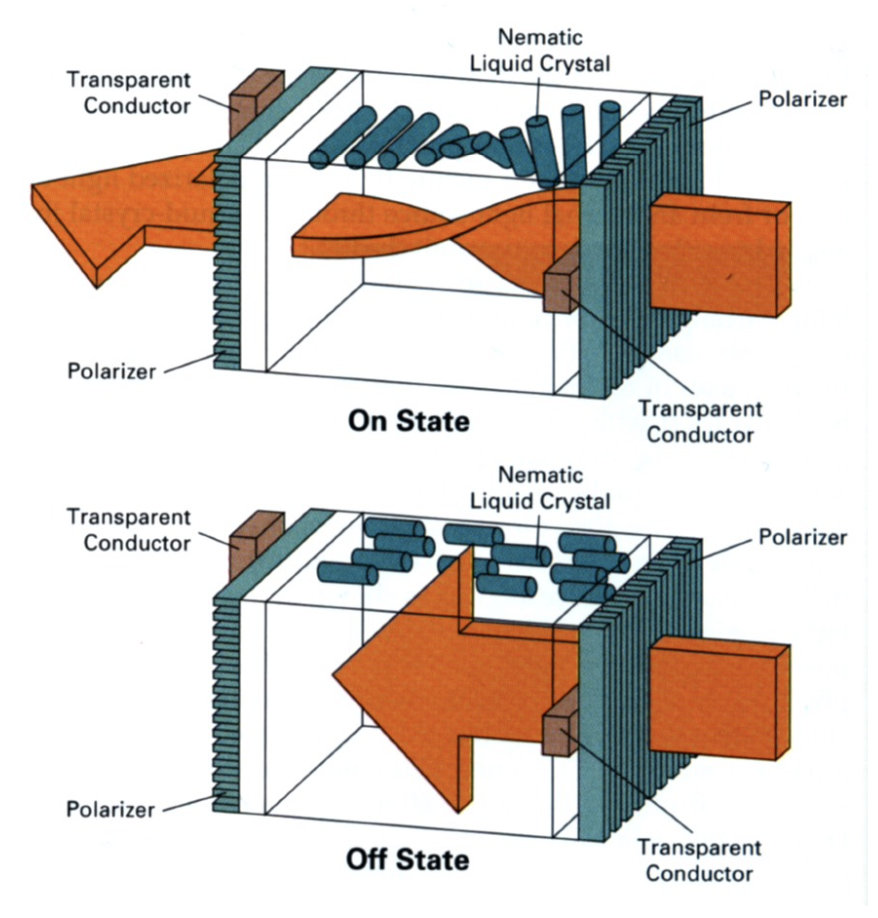 Nematic
Liquid Crystal
Transparent
Conductor
Polarizer
Polarizer
Transparent
Conductor
On State
Nematic
Liquid Crystal
Transparent
Conductor
Polarizer
Polarizer
Transparent
Conductor
Off State